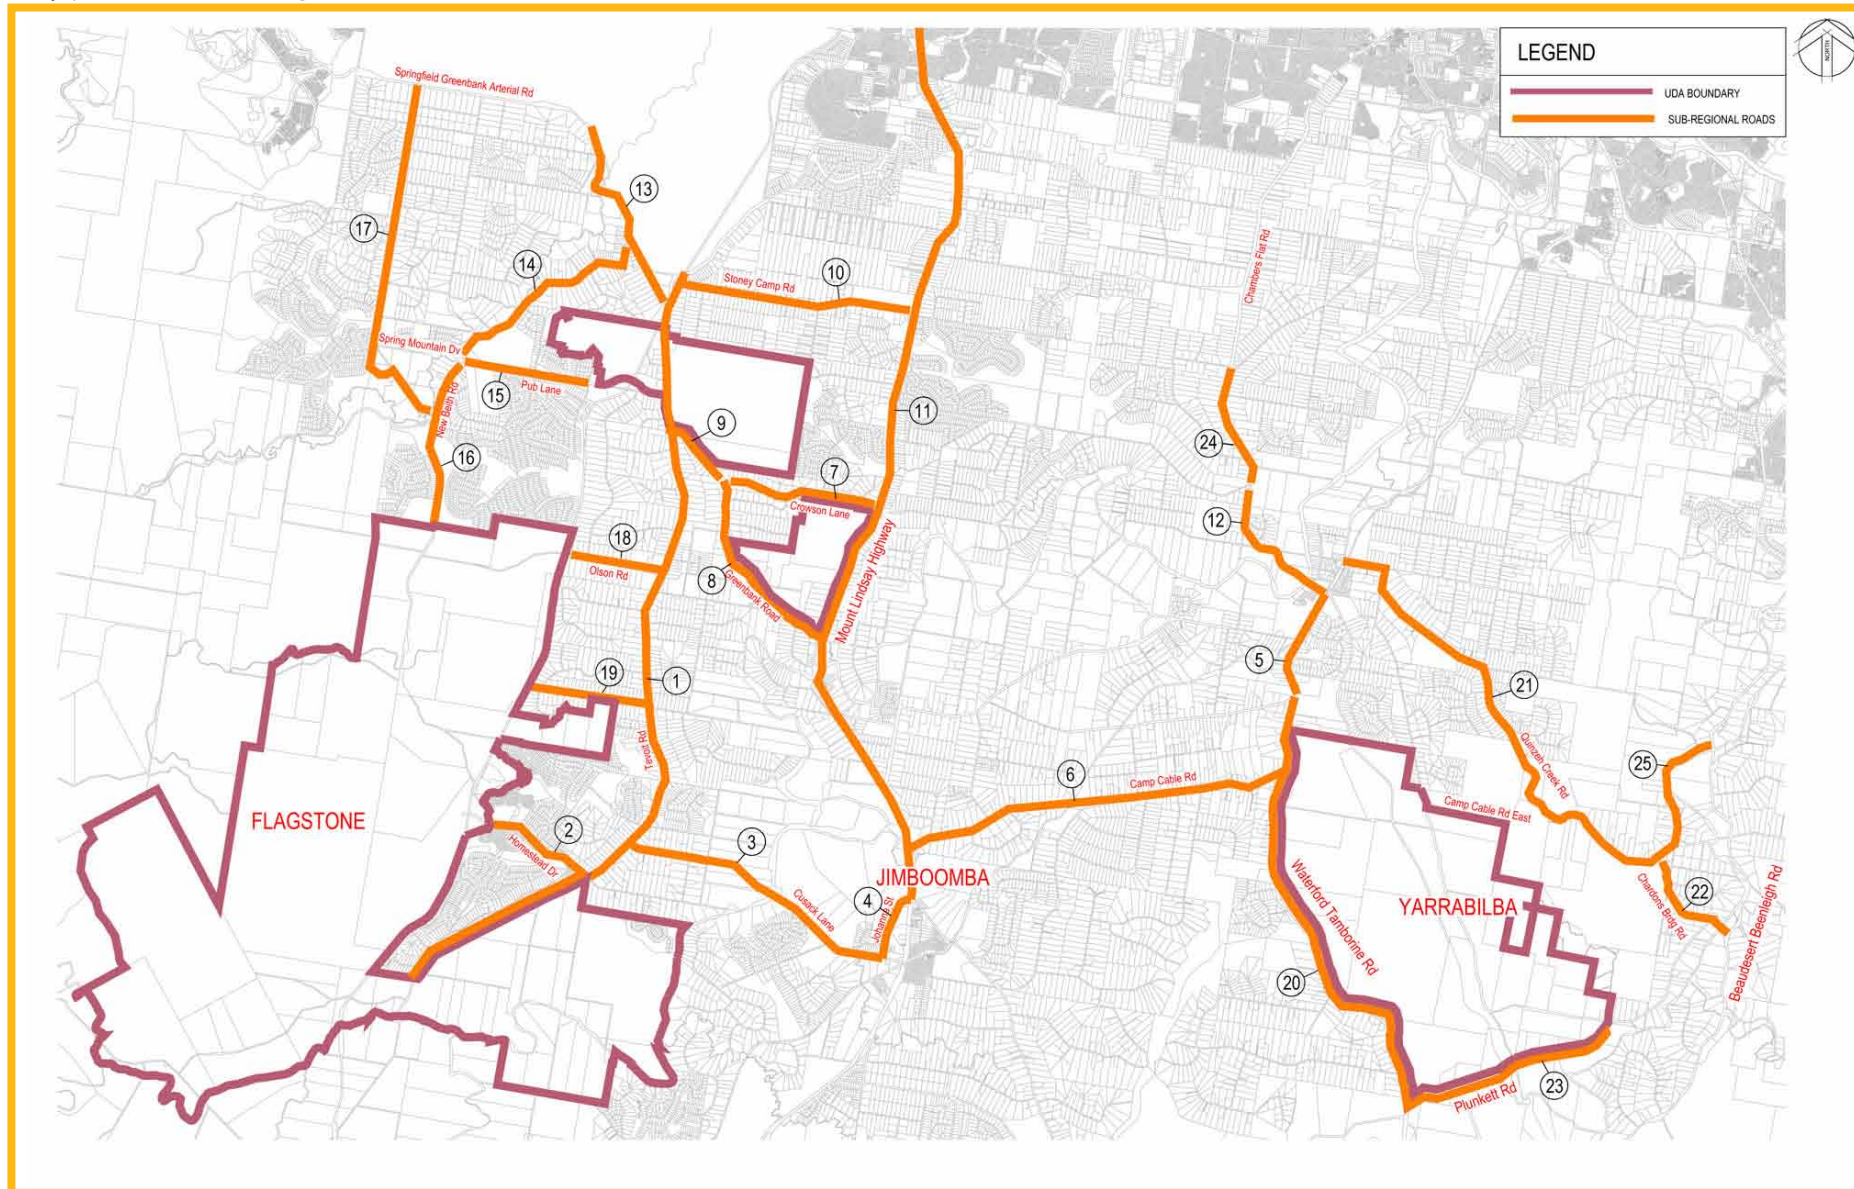 LEGEND
UDA BOUNDARY
SUB-REGIONAL ROADS
NORTH
Springfield Greenbank Arterial Rd
13
17
14
Stoney Camp Rd
10
Chambers Flat Rd
Spring Mountain Dv
Pub Lane
15
New Beith Rd
11
9
24
16
7
Crowson Lane
12
18
Olson Rd
8
Greenbank Road
Mount Lindsay Highway
5
19
1
21
Teviot Rd
Quinzeh Creek Rd
25
6
Camp Cable Rd
Camp Cable Rd East
FLAGSTONE
2
Homestead Dr
3
JIMBOOMBA
4
Johanna St
Cusack Lane
Waterford Tamborine Rd
YARRABILBA
22
Chardons Brdg Rd
Beaudesert Beenleigh Rd
20
23
Plunkett Rd